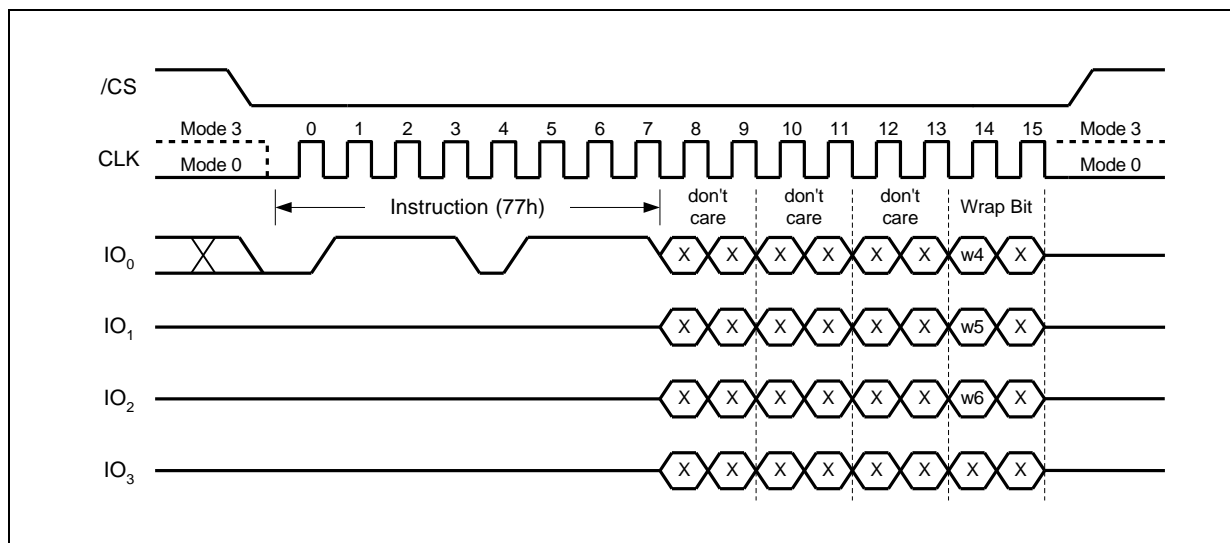 /CS
Mode 3 0 1 2 3 4 5 6 7 8 9 10 11 12 13 14 15 Mode 3
CLK
Mode 0 Mode 0
Instruction (77h) don't care don't care don't care Wrap Bit
IO0 X X X X X X w4 X
IO1 X X X X X X w5 X
IO2 X X X X X X w6 X
IO3 X X X X X X X X